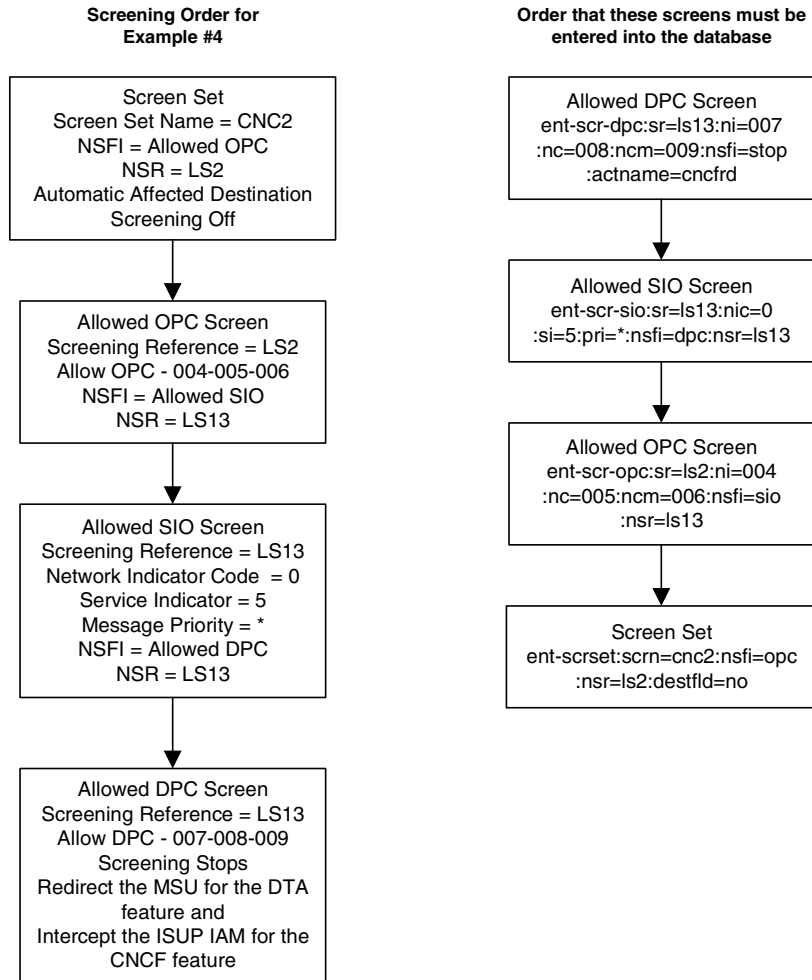 Screening Order for
Example #4
Screen Set
Screen Set Name = CNC2
NSFI = Allowed OPC
NSR = LS2
Automatic Affected Destination
Screening Off
Allowed OPC Screen
Screening Reference = LS2
Allow OPC - 004-005-006
NSFI = Allowed SIO
NSR = LS13
Allowed SIO Screen
Screening Reference = LS13
Network Indicator Code = 0
Service Indicator = 5
Message Priority = *
NSFI = Allowed DPC
NSR = LS13
Allowed DPC Screen
Screening Reference = LS13
Allow DPC - 007-008-009
Screening Stops
Redirect the MSU for the DTA
feature and
Intercept the ISUP IAM for the
CNCF feature
Order that these screens must be
entered into the database
Allowed DPC Screen
ent-scr-dpc:sr=ls13:ni=007
:nc=008:ncm=009:nsfi=stop
:actname=cncfrd
Allowed SIO Screen
ent-scr-sio:sr=ls13:nic=0
:si=5:pri=*:nsfi=dpc:nsr=ls13
Allowed OPC Screen
ent-scr-opc:sr=ls2:ni=004
:nc=005:ncm=006:nsfi=sio
:nsr=ls13
Screen Set
ent-scrset:scrn=cnc2:nsfi=opc
:nsr=ls2:destfld=no